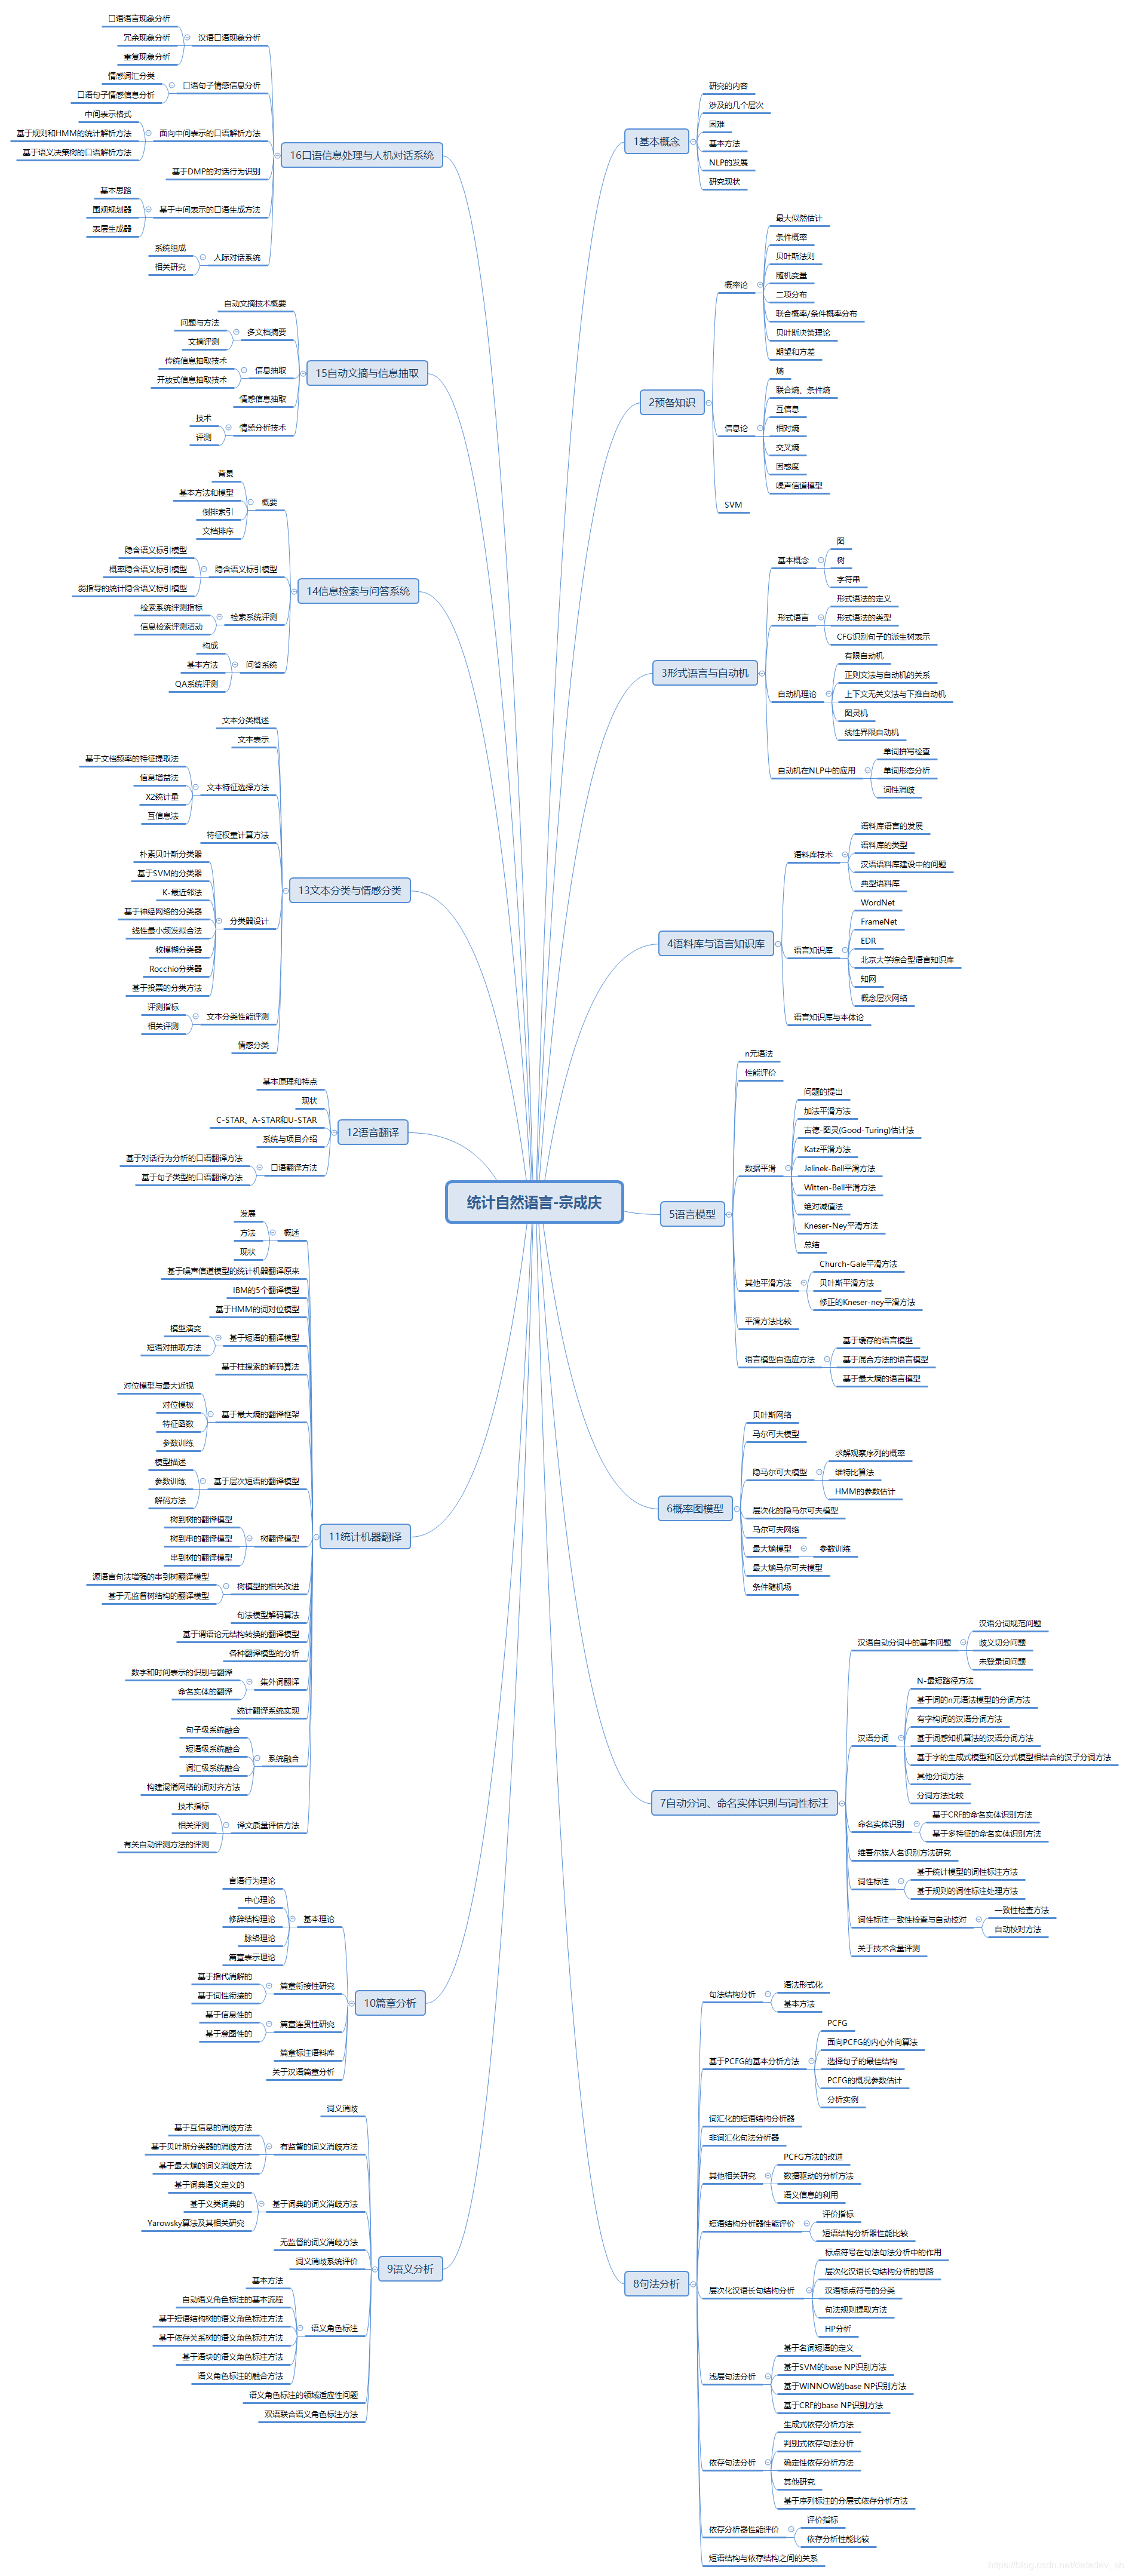 统计自然语言-宗成庆
1基本概念
研究的内容
涉及的几个层次
困难
基本方法
NLP的发展
研究现状
2预备知识
概率论
最大似然估计
条件概率
贝叶斯法则
随机变量
二项分布
联合概率/条件概率分布
贝叶斯决策理论
期望和方差
信息论
熵
联合熵、条件熵
互信息
相对熵
交叉熵
困惑度
噪声信道模型
SVM
3形式语言与自动机
基本概念
图
树
字符串
形式语言
形式语法的定义
形式语法的类型
CFG识别句子的派生树表示
自动机理论
有限自动机
正则文法与自动机的关系
上下文无关文法与下推自动机
图灵机
线性界限自动机
自动机在NLP中的应用
单词拼写检查
单词形态分析
词性消歧
4语料库与语言知识库
语料库技术
语料库语言的发展
语料库的类型
汉语语料库建设中的问题
典型语料库
语言知识库
WordNet
FrameNet
EDR
北京大学综合型语言知识库
知网
概念层次网络
语言知识库与本体论
5语言模型
n元语法
性能评价
数据平滑
问题的提出
加法平滑方法
古德-图灵(Good-Turing)估计法
Katz平滑方法
Jelinek-Bell平滑方法
Witten-Bell平滑方法
绝对减值法
Kneser-Ney平滑方法
总结
其他平滑方法
Church-Gale平滑方法
贝叶斯平滑方法
修正的Kneser-ney平滑方法
平滑方法比较
语言模型自适应方法
基于缓存的语言模型
基于混合方法的语言模型
基于最大熵的语言模型
6概率图模型
贝叶斯网络
马尔可夫模型
隐马尔可夫模型
求解观察序列的概率
维特比算法
HMM的参数估计
层次化的隐马尔可夫模型
马尔可夫网络
最大熵模型
参数训练
最大熵马尔可夫模型
条件随机场
7自动分词、命名实体识别与词性标注
汉语自动分词中的基本问题
汉语分词规范问题
歧义切分问题
未登录词问题
汉语分词
N-最短路径方法
基于词的n元语法模型的分词方法
有字构词的汉语分词方法
基于词感知机算法的汉语分词方法
基于字的生成式模型和区分式模型相结合的汉子分词方法
其他分词方法
分词方法比较
命名实体识别
基于CRF的命名实体识别方法
基于多特征的命名实体识别方法
维吾尔族人名识别方法研究
词性标注
基于统计模型的词性标注方法
基于规则的词性标注处理方法
词性标注一致性检查与自动校对
一致性检查方法
自动校对方法
关于技术含量评测
8句法分析
句法结构分析
语法形式化
基本方法
基于PCFG的基本分析方法
PCFG
面向PCFG的内心外向算法
选择句子的最佳结构
PCFG的概况参数估计
分析实例
词汇化的短语结构分析器
非词汇化句法分析器
其他相关研究
PCFG方法的改进
数据驱动的分析方法
语义信息的利用
短语结构分析器性能评价
评价指标
短语结构分析器性能比较
层次化汉语长句结构分析
标点符号在句法句法分析中的作用
层次化汉语长句结构分析的思路
汉语标点符号的分类
句法规则提取方法
HP分析
浅层句法分析
基于名词短语的定义
基于SVM的base NP识别方法
基于WINNOW的base NP识别方法
基于CRF的base NP识别方法
依存句法分析
生成式依存分析方法
判别式依存句法分析
确定性依存分析方法
其他研究
基于序列标注的分层式依存分析方法
依存分析器性能评价
评价指标
依存分析性能比较
短语结构与依存结构之间的关系
16口语信息处理与人机对话系统
汉语口语现象分析
口语语言现象分析
冗余现象分析
重复现象分析
口语句子情感信息分析
情感词汇分类
口语句子情感信息分析
面向中间表示的口语解析方法
中间表示格式
基于规则和HMM的统计解析方法
基于语义决策树的口语解析方法
基于DMP的对话行为识别
基于中间表示的口语生成方法
基本思路
围观规划器
表层生成器
人际对话系统
系统组成
相关研究
15自动文摘与信息抽取
自动文摘技术概要
多文档摘要
问题与方法
文摘评测
信息抽取
传统信息抽取技术
开放式信息抽取技术
情感信息抽取
情感分析技术
技术
评测
14信息检索与问答系统
概要
背景
基本方法和模型
倒排索引
文档排序
隐含语义标引模型
隐含语义标引模型
概率隐含语义标引模型
弱指导的统计隐含语义标引模型
检索系统评测
检素系统评测指标
信息检索评测活动
问答系统
构成
基本方法
QA系统评测
13文本分类与情感分类
文本分类概述
文本表示
文本特征选择方法
基于文档频率的特征提取法
信息增益法
X2统计量
互信息法
特征权重计算方法
分类器设计
朴素贝叶斯分类器
基于SVM的分类器
K-最近邻法
基于神经网络的分类器
线性最小频发拟合法
牧模糊分类器
Rocchio分类器
基于投票的分类方法
文本分类性能评测
评测指标
相关评测
情感分类
12语音翻译
基本原理和特点
现状
C-STAR、A-STAR和U-STAR
系统与项目介绍
口语翻译方法
基于对话行为分析的口语翻译方法
基于句子类型的口语翻译方法
11统计机器翻译
概述
发展
方法
现状
基于噪声信道模型的统计机器翻译原来
IBM的5个翻译模型
基于HMM的词对位模型
基于短语的翻译模型
模型演变
短语对抽取方法
基于柱搜素的解码算法
基于最大熵的翻译框架
对位模型与最大近视
对位模板
特征函数
参数训练
基于层次短语的翻译模型
模型描述
参数训练
解码方法
树翻译模型
树到树的翻译模型
树到串的翻译模型
串到树的翻译模型
树模型的相关改进
源语言句法增强的串到树翻译模型
基于无监督树结构的翻译模型
句法模型解码算法
基于谓语论元结构转换的翻译模型
各种翻译模型的分析
集外词翻译
数字和时间表示的识别与翻译
命名实体的翻译
统计翻译系统实现
系统融合
句子级系统融合
短语级系统融合
词汇级系统融合
构建混淆网络的词对齐方法
译文质量评估方法
技术指标
相关评测
有关自动评测方法的评测
10篇章分析
基本理论
言语行为理论
中心理论
修辞结构理论
脉络理论
篇章表示理论
篇章衔接性研究
基于指代消解的
基于词性衔接的
篇章连贯性研究
基于信息性的
基于意面性的
篇章标注语料库
关于汉语篇章分析
9语义分析
词义消歧
有监督的词义消歧方法
基于互信息的消歧方法
基于贝叶斯分类器的消歧方法
基于最大熵的词义消歧方法
基于词典的词义消歧方法
基于词典语义定义的
基于义类词典的
Yarowsky算法及其相关研究
无监督的词义消歧方法
词义消歧系统评价
语义角色标注
基本方法
自动语义角色标注的基本流程
基于短语结构树的语义角色标注方法
基于依存关系树的语义角色标注方法
基于语块的语义角色标注方法
语义角色标注的融合方法
语义角色标注的领域适应性问题
双语联合语义角色标注方法